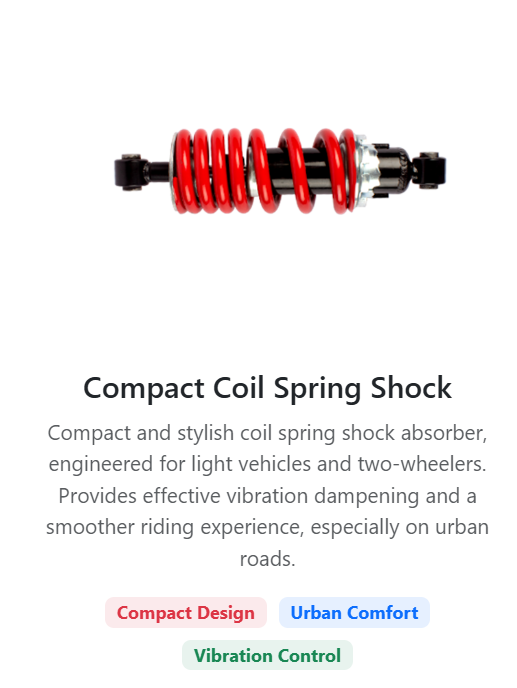 Compact Coil Spring Shock
Compact and stylish coil spring shock absorber,
engineered for light vehicles and two-wheelers.
Provides effective vibration dampening and a
smoother riding experience, especially on urban
roads.
Compact Design Urban Comfort
Vibration Control